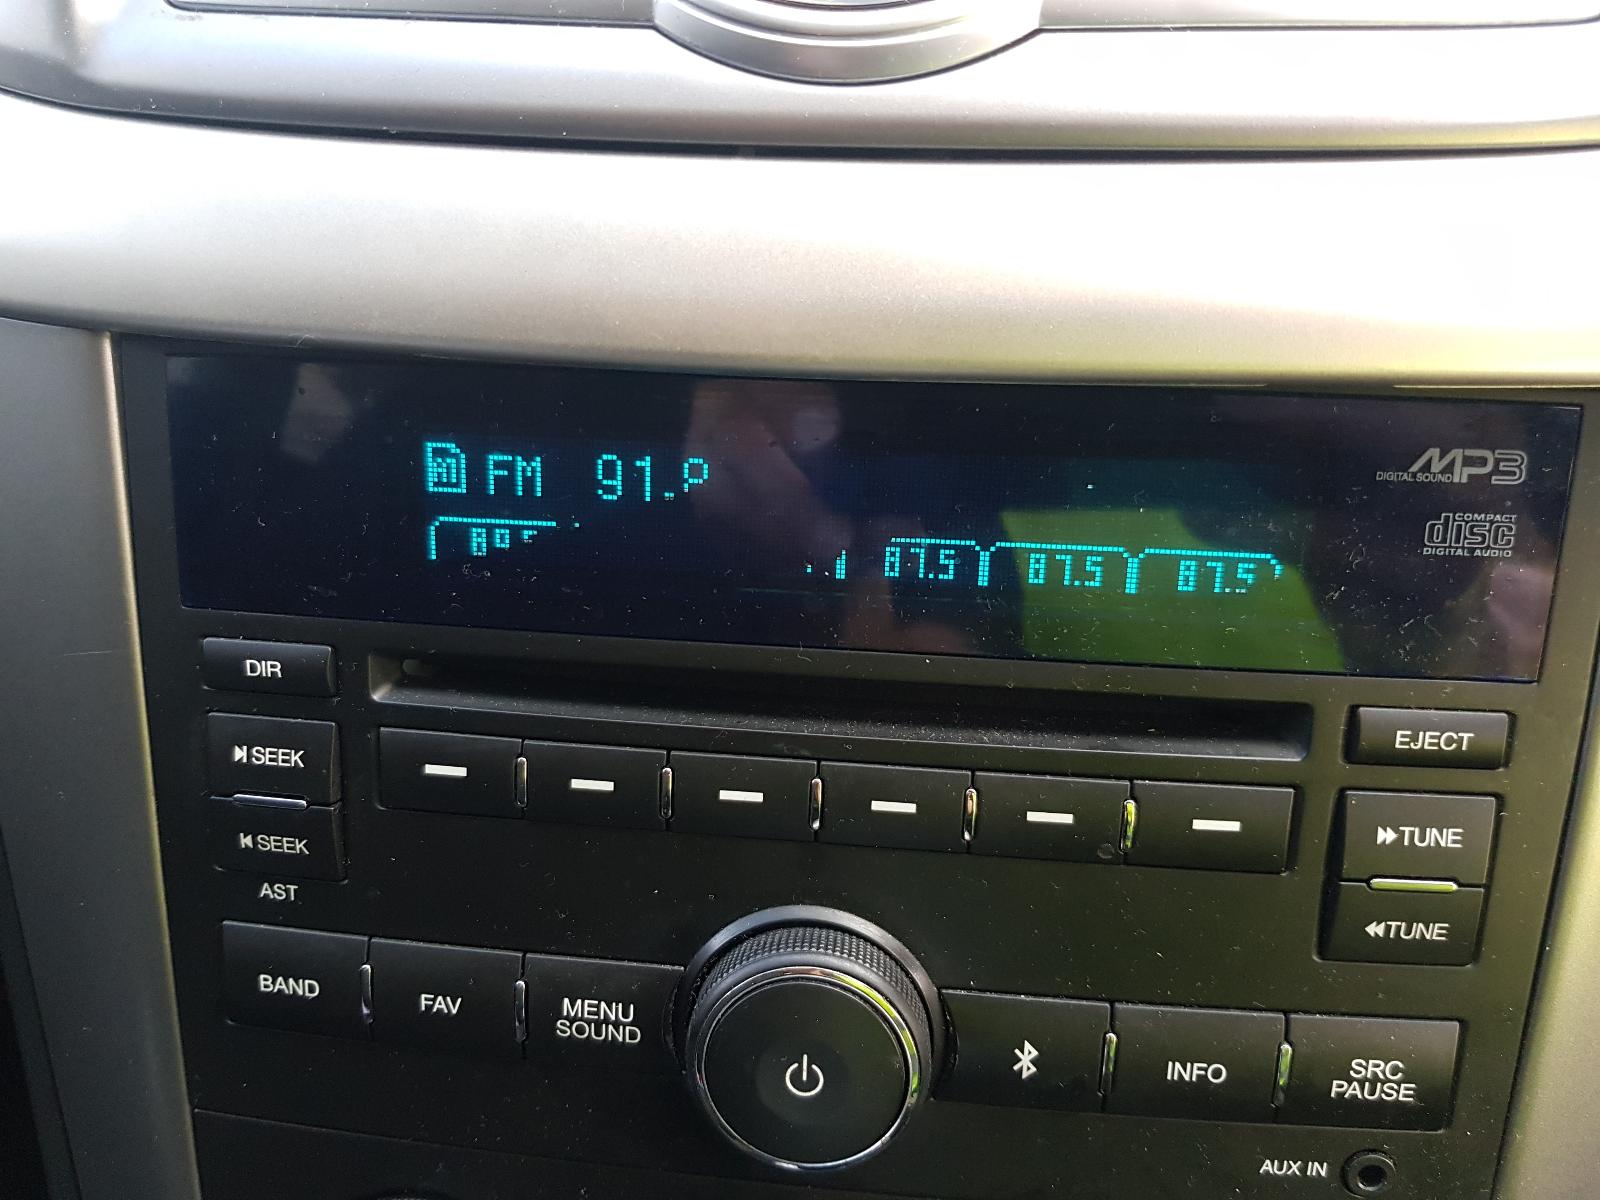 FM 91.
87.5 87.5 87.5
MP3
DIGITAL SOUND
COMPACT
disc
DIGITAL AUDIO
DIR
EJECT
SEEK
SEEK
AST
TUNE
TUNE
BAND
FAV
MENU
SOUND
INFO
SRC
PAUSE
AUX IN